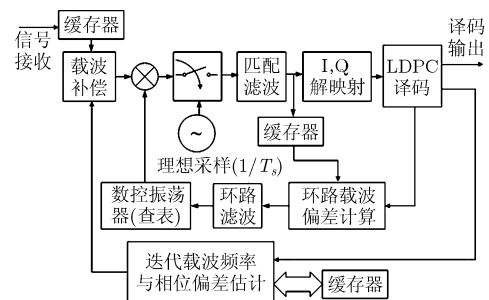 缓存器
信号
接收
载波
补偿
~
理想采样(1/Ts)
匹配
滤波
I,Q
解映射
LDPC
译码
译码
输出
缓存器
数控振荡
器(查表)
环路
滤波
环路载波
偏差计算
迭代载波频率
与相位偏差估计
缓存器